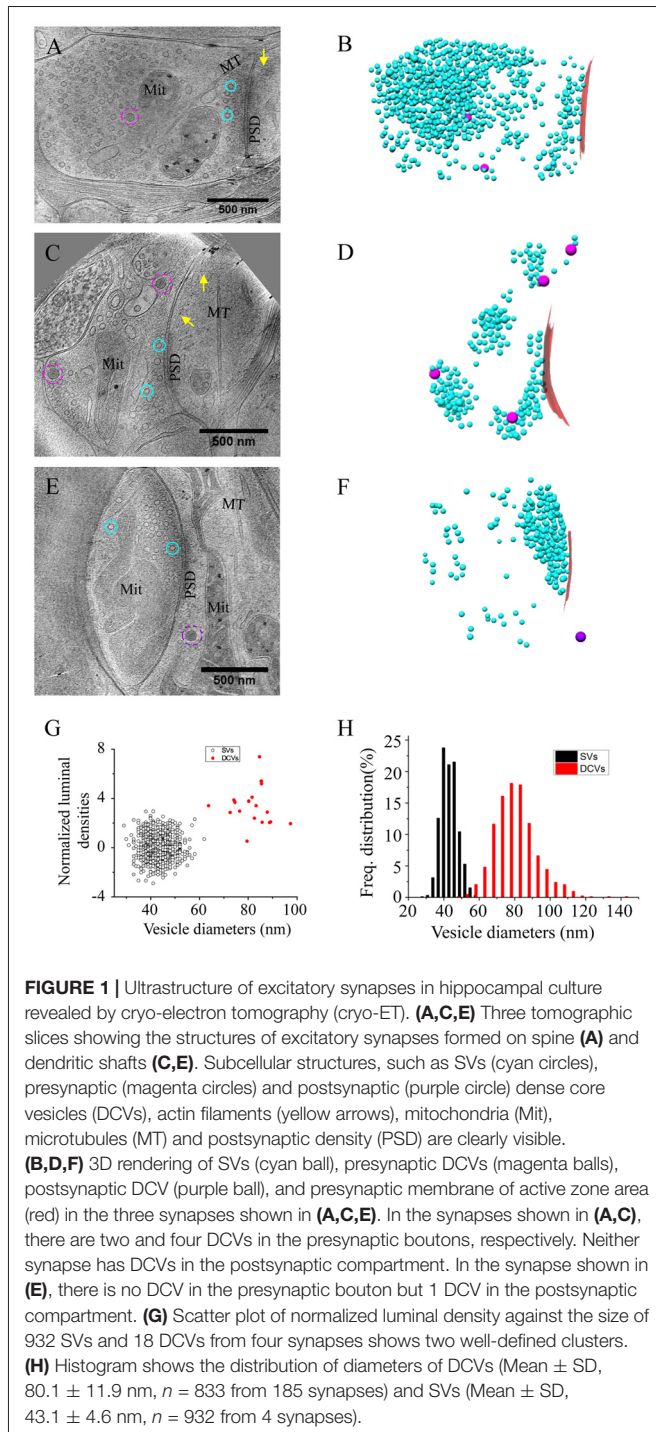 A
MT
Mit
PSD
500 nm
B
C
MT
Mit
PSD
500 nm
D
E
MT
PSD
Mit
Mit
500 nm
F
G
SVs
DCVs
8
4
0
-4
Normalized luminal
densities
20 40 60 80 100
Vesicle diameters (nm)
H
SVs
DCVs
25
20
15
10
5
0
Freq. distribution(%)
20 40 60 80 100 120 140
Vesicle diameters (nm)
FIGURE 1 | Ultrastructure of excitatory synapses in hippocampal culture
revealed by cryo-electron tomography (cryo-ET). (A,C,E) Three tomographic
slices showing the structures of excitatory synapses formed on spine (A) and
dendritic shafts (C,E). Subcellular structures, such as SVs (cyan circles),
presynaptic (magenta circles) and postsynaptic (purple circle) dense core
vesicles (DCVs), actin filaments (yellow arrows), mitochondria (Mit),
microtubules (MT) and postsynaptic density (PSD) are clearly visible.
(B,D,F) 3D rendering of SVs (cyan ball), presynaptic DCVs (magenta balls),
postsynaptic DCV (purple ball), and presynaptic membrane of active zone area
(red) in the three synapses shown in (A,C,E). In the synapses shown in (A,C),
there are two and four DCVs in the presynaptic boutons, respectively. Neither
synapse has DCVs in the postsynaptic compartment. In the synapse shown in
(E), there is no DCV in the presynaptic bouton but 1 DCV in the postsynaptic
compartment. (G) Scatter plot of normalized luminal density against the size of
932 SVs and 18 DCVs from four synapses shows two well-defined clusters.
(H) Histogram shows the distribution of diameters of DCVs (Mean ± SD,
80.1 ± 11.9 nm, n = 833 from 185 synapses) and SVs (Mean ± SD,
43.1 ± 4.6 nm, n = 932 from 4 synapses).